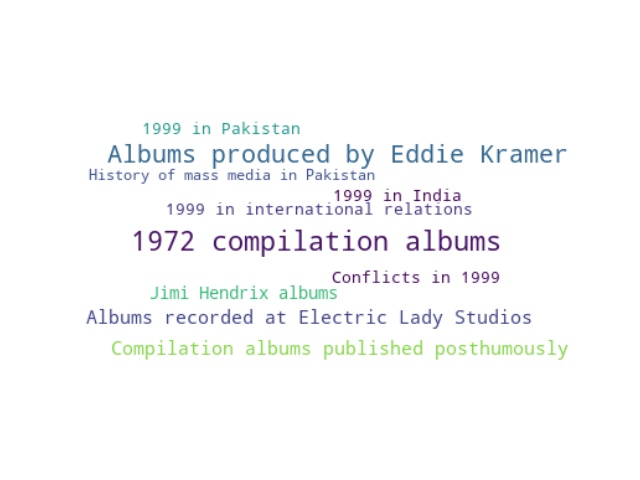 1999 in Pakistan
Albums produced by Eddie Kramer
History of mass media in Pakistan
1999 in India
1999 in international relations
1972 compilation albums
Conflicts in 1999
Jimi Hendrix albums
Albums recorded at Electric Lady Studios
Compilation albums published posthumously